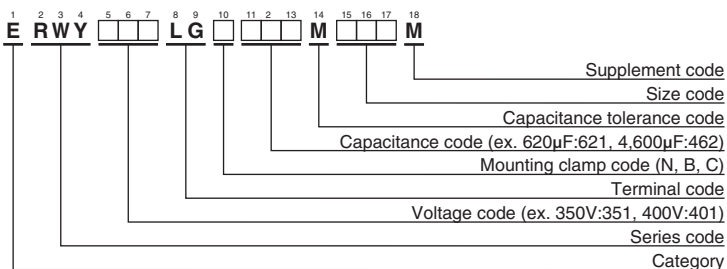 1 2 3 4 5 6 7 8 9 10 11 2 13 14 15 16 17 18
E RWY □□□ LG □ □□□ M □□□ M
Supplement code
Size code
Capacitance tolerance code
Capacitance code (ex. 620µF:621, 4,600µF:462)
Mounting clamp code (N, B, C)
Terminal code
Voltage code (ex. 350V:351, 400V:401)
Series code
Category